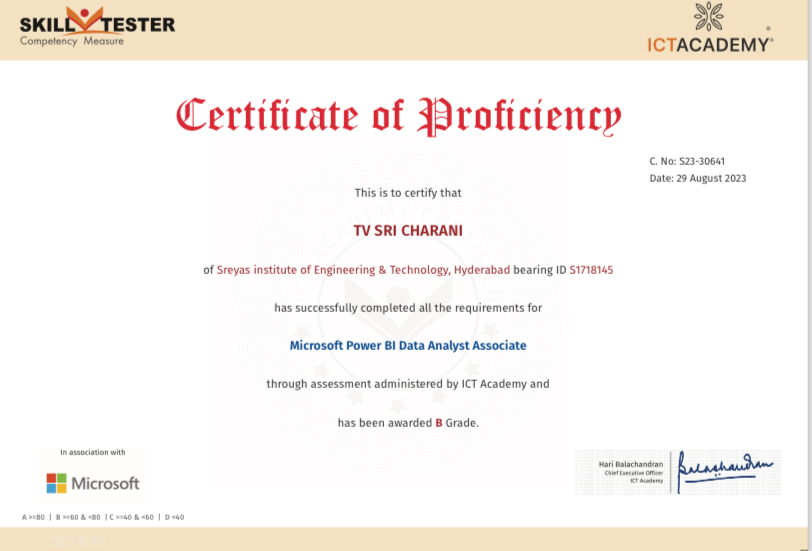 SKILL TESTER
Competency Measure
ICTACADEMY®
Certificate of Proficiency
C. No: S23-30641
Date: 29 August 2023
This is to certify that
TV SRI CHARANI
of Sreyas institute of Engineering & Technology, Hyderabad bearing ID S1718145
has successfully completed all the requirements for
Microsoft Power BI Data Analyst Associate
through assessment administered by ICT Academy and
has been awarded B Grade.
In association with
Microsoft
Hari Balachandran
Chief Executive Officer
ICT Academy
Balachandran
A >=80 | B >=60 & <80 | C >=40 & <60 | D <40